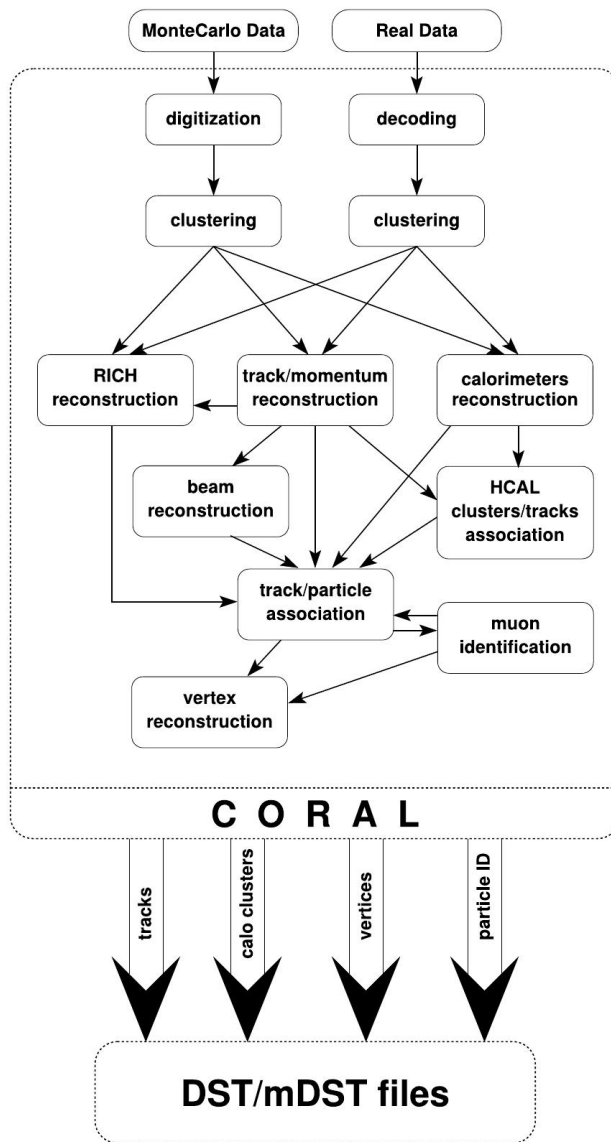 MonteCarlo Data
Real Data
digitization
decoding
clustering
clustering
RICH
reconstruction
track/momentum
reconstruction
calorimeters
reconstruction
beam
reconstruction
HCAL
clusters/tracks
association
track/particle
association
muon
identification
vertex
reconstruction
C O R A L
tracks
calo clusters
vertices
particle ID
DST/mDST files